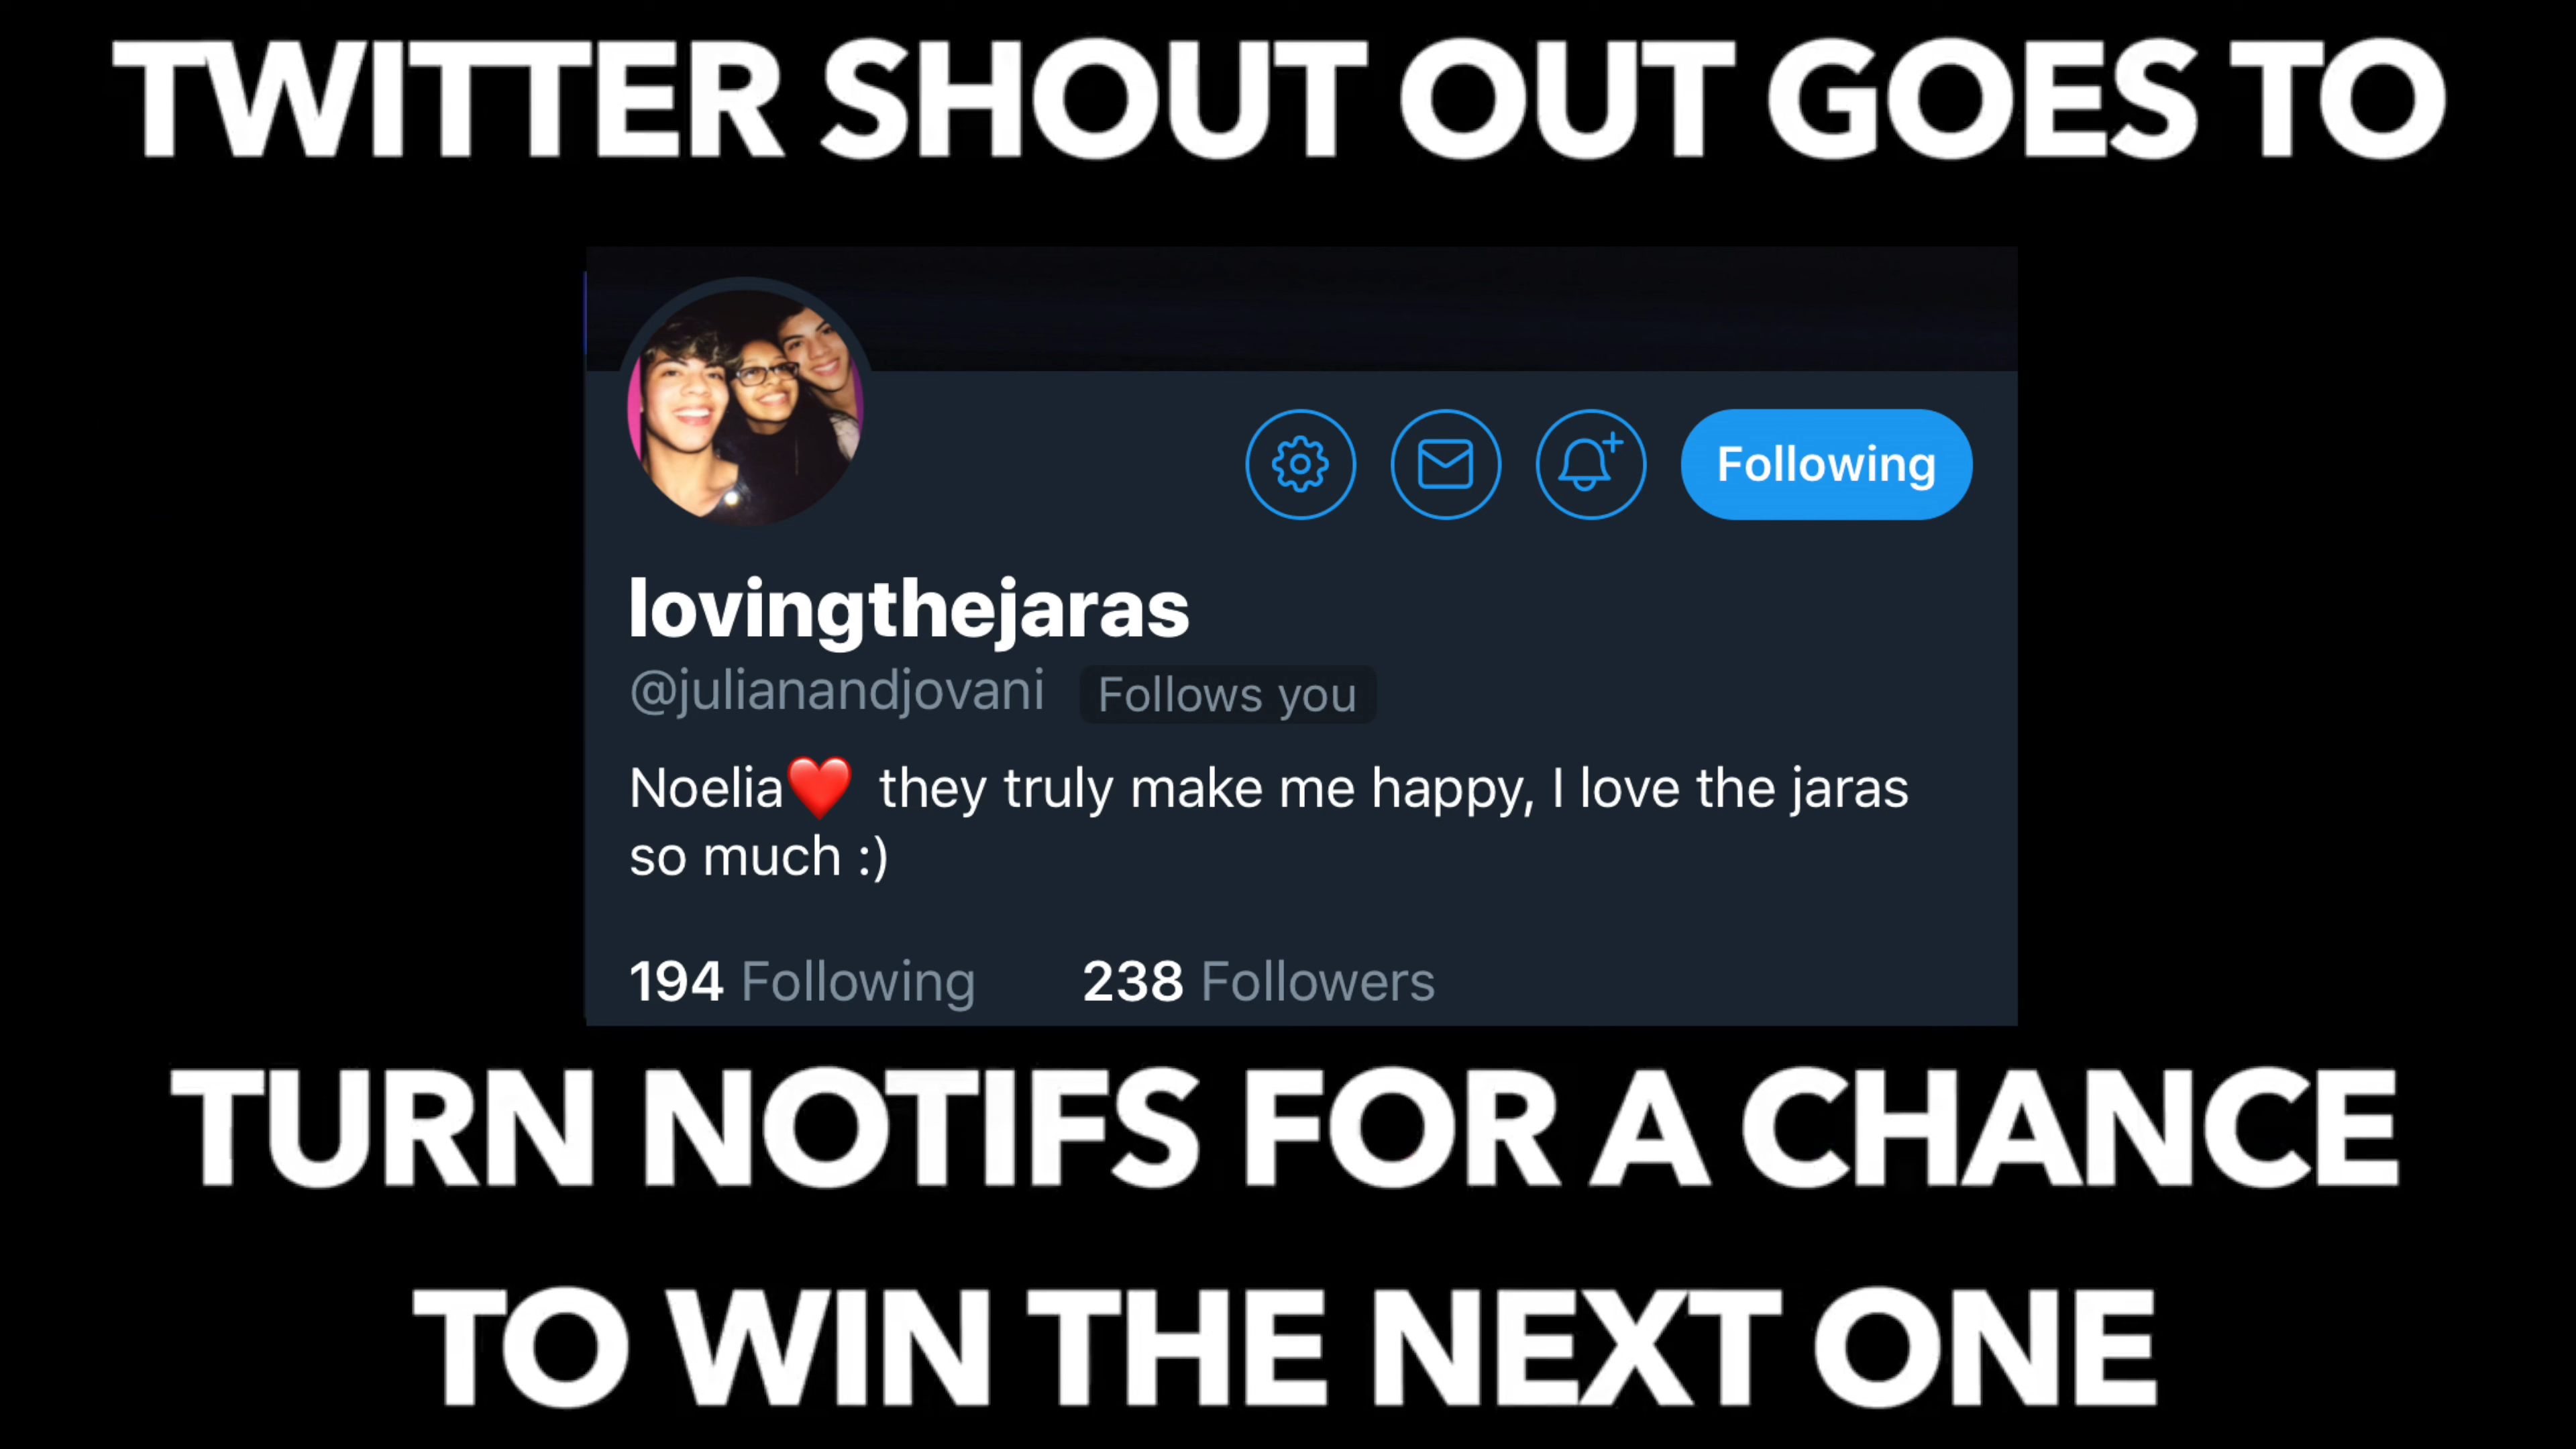 TWITTER SHOUT OUT GOES TO
Following
lovingthejaras
@julianandjovani Follows you
Noelia❤️ they truly make me happy, I love the jaras
so much :)
194 Following 238 Followers
TURN NOTIFS FOR A CHANCE
TO WIN THE NEXT ONE